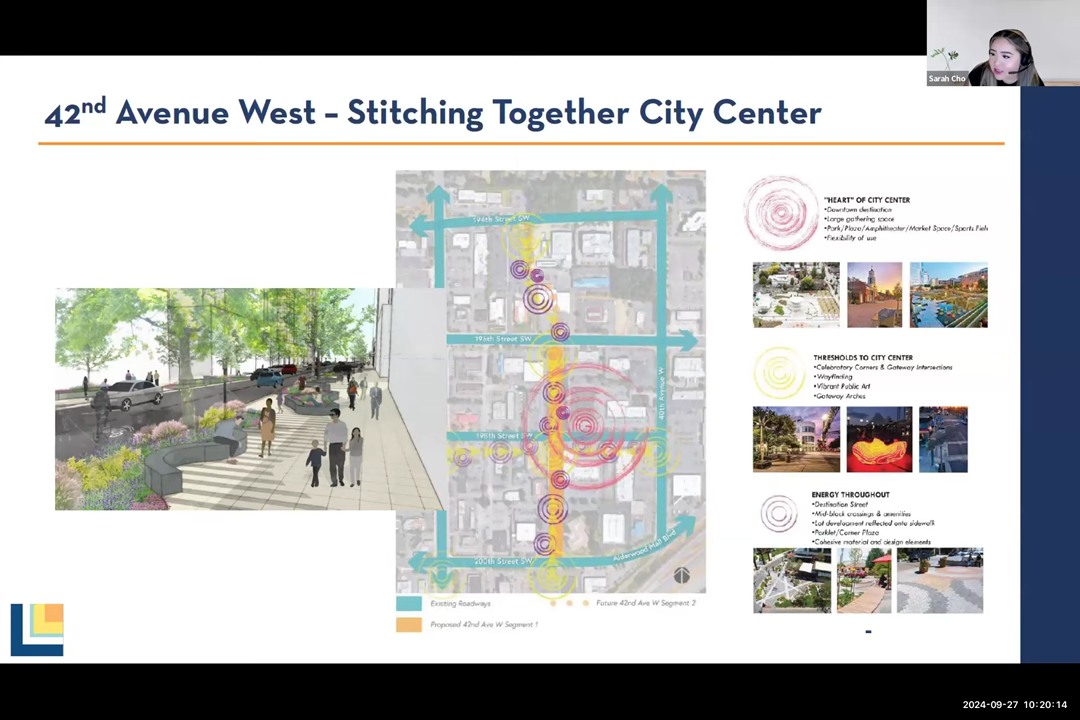 Sarah Cho
42nd Avenue West – Stitching Together City Center
194th Street SW
196th Street SW
40th Avenue W
198th Street SW
200th Street SW
Alderwood Mall Blvd
Existing Roadways
Future 42nd Ave W Segment 2
Proposed 42nd Ave W Segment 1
"HEART" OF CITY CENTER
•Downtown destination
•Large gathering space
•Park/Plaza/Amphitheater/Market Space/Sports Field
•Flexibility of use
THRESHOLDS TO CITY CENTER
•Celebratory Corners & Gateway Intersections
•Wayfinding
•Vibrant Public Art
•Gateway Arches
ENERGY THROUGHOUT
•Destination Street
•Mid-block crossings & amenities
•Lot development reflected onto sidewalk
•Parklet/Corner Plaza
•Cohesive material and design elements
2024-09-27 10:20:14